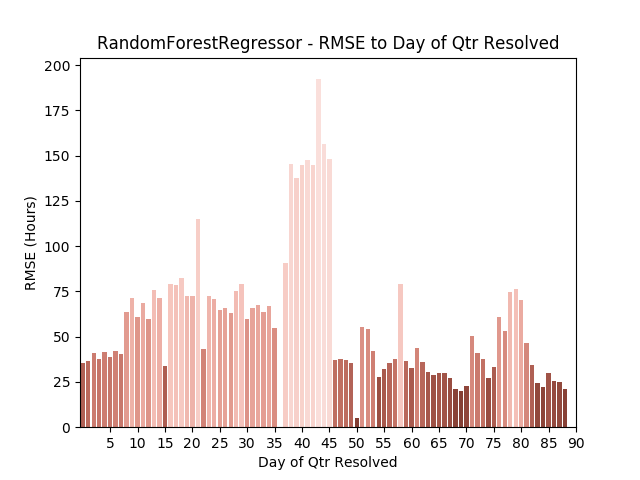 RandomForestRegressor - RMSE to Day of Qtr Resolved
200
175
150
125
100
75
50
25
0
RMSE (Hours)
5 10 15 20 25 30 35 40 45 50 55 60 65 70 75 80 85 90
Day of Qtr Resolved